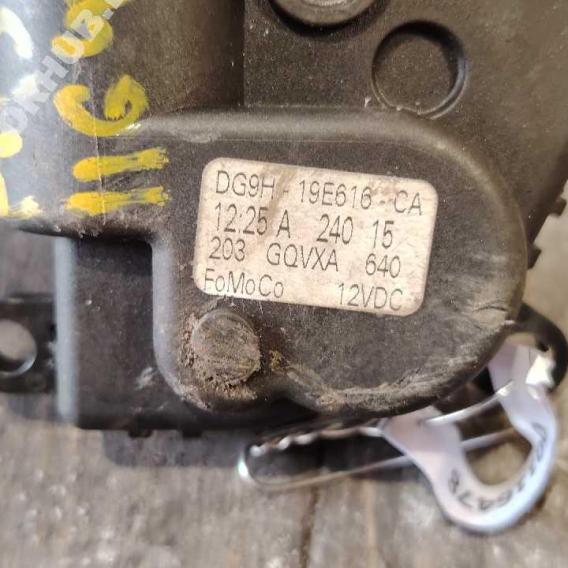 DG9H - 19E616 - CA
12:25 A 240 15
203 GQVXA 640
FoMoCo 12VDC